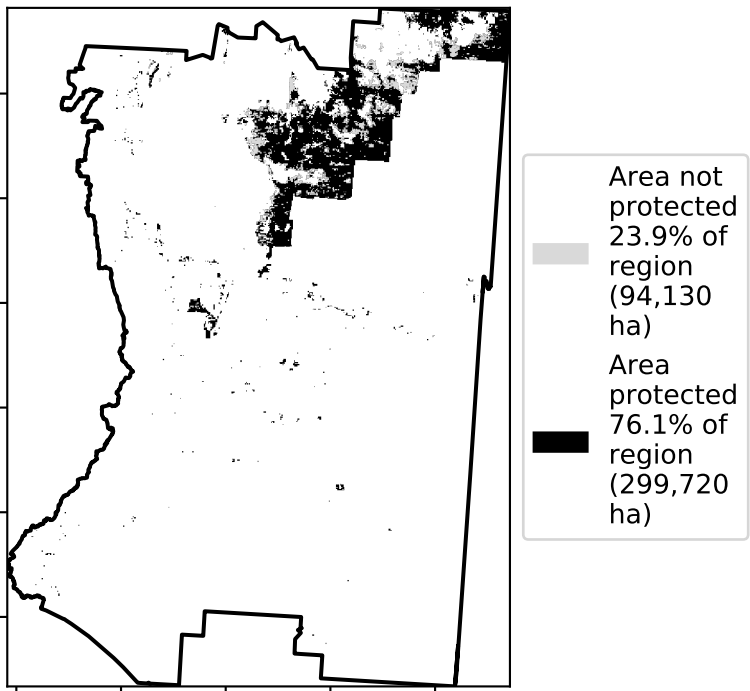 Area not
protected
23.9% of
region
(94,130
ha)
Area
protected
76.1% of
region
(299,720
ha)